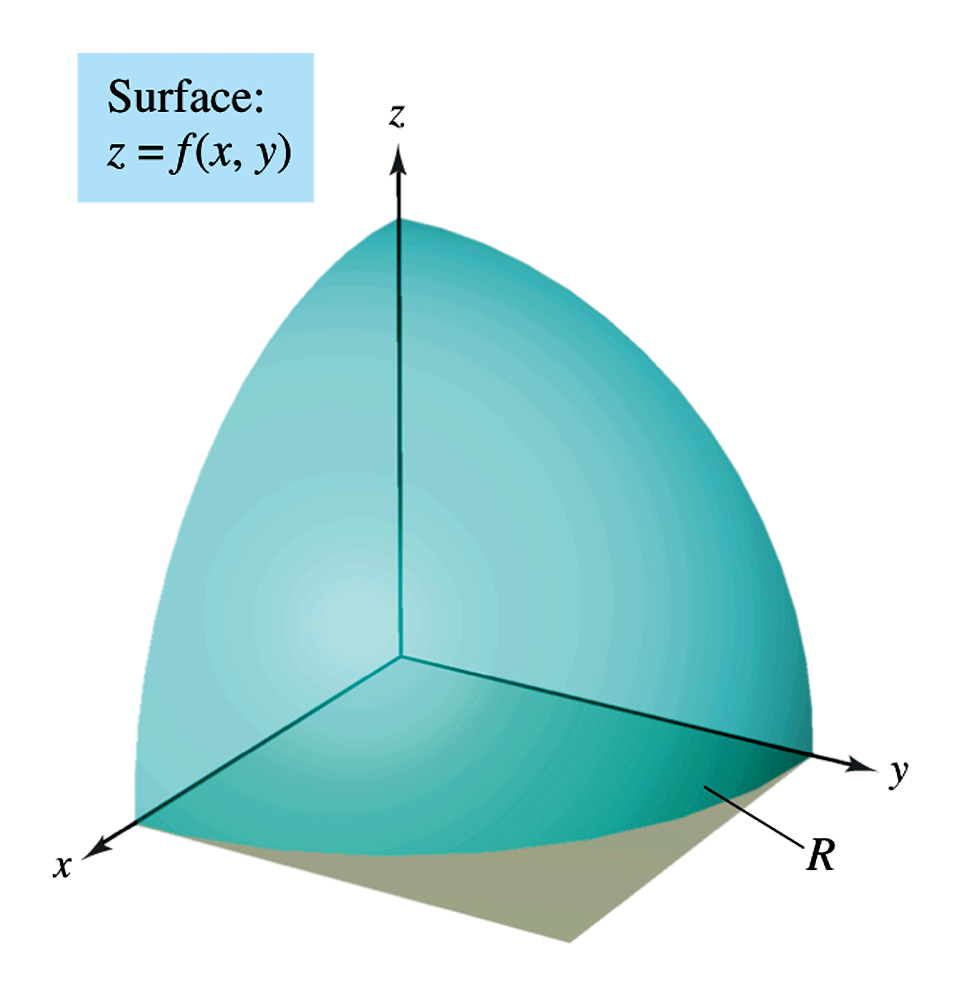 Surface:
z = f(x, y)
z
y
R
x